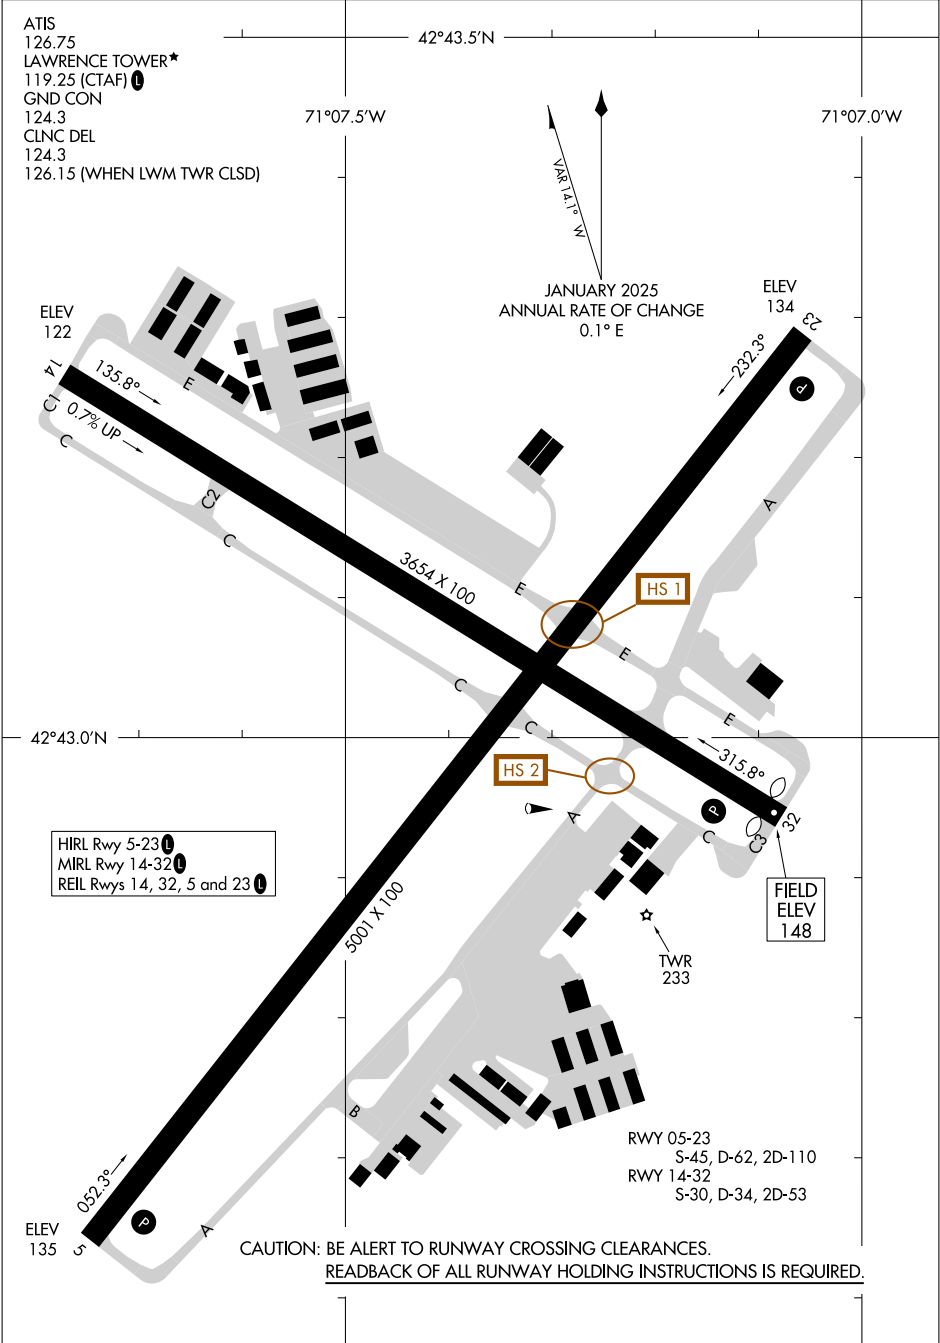 ATIS
126.75
LAWRENCE TOWER★
119.25 (CTAF) L
GND CON
124.3
CLNC DEL
124.3
126.15 (WHEN LWM TWR CLSD)
42°43.5'N
71°07.5'W
71°07.0'W
VAR 14.1° W
JANUARY 2025
ANNUAL RATE OF CHANGE
0.1° E
ELEV
134
23
232.3°
P
ELEV
122
14
135.8°
0.7% UP
E
C1
C
C2
C
A
3654 X 100
E
HS 1
E
C
C
E
42°43.0'N
HS 2
315.8°
A
P
C
C3
32
HIRL Rwy 5-23 L
MIRL Rwy 14-32 L
REIL Rwys 14, 32, 5 and 23 L
5001 X 100
FIELD
ELEV
148
TWR
233
B
RWY 05-23
S-45, D-62, 2D-110
RWY 14-32
S-30, D-34, 2D-53
052.3°
P
A
ELEV
135
5
CAUTION: BE ALERT TO RUNWAY CROSSING CLEARANCES.
READBACK OF ALL RUNWAY HOLDING INSTRUCTIONS IS REQUIRED.